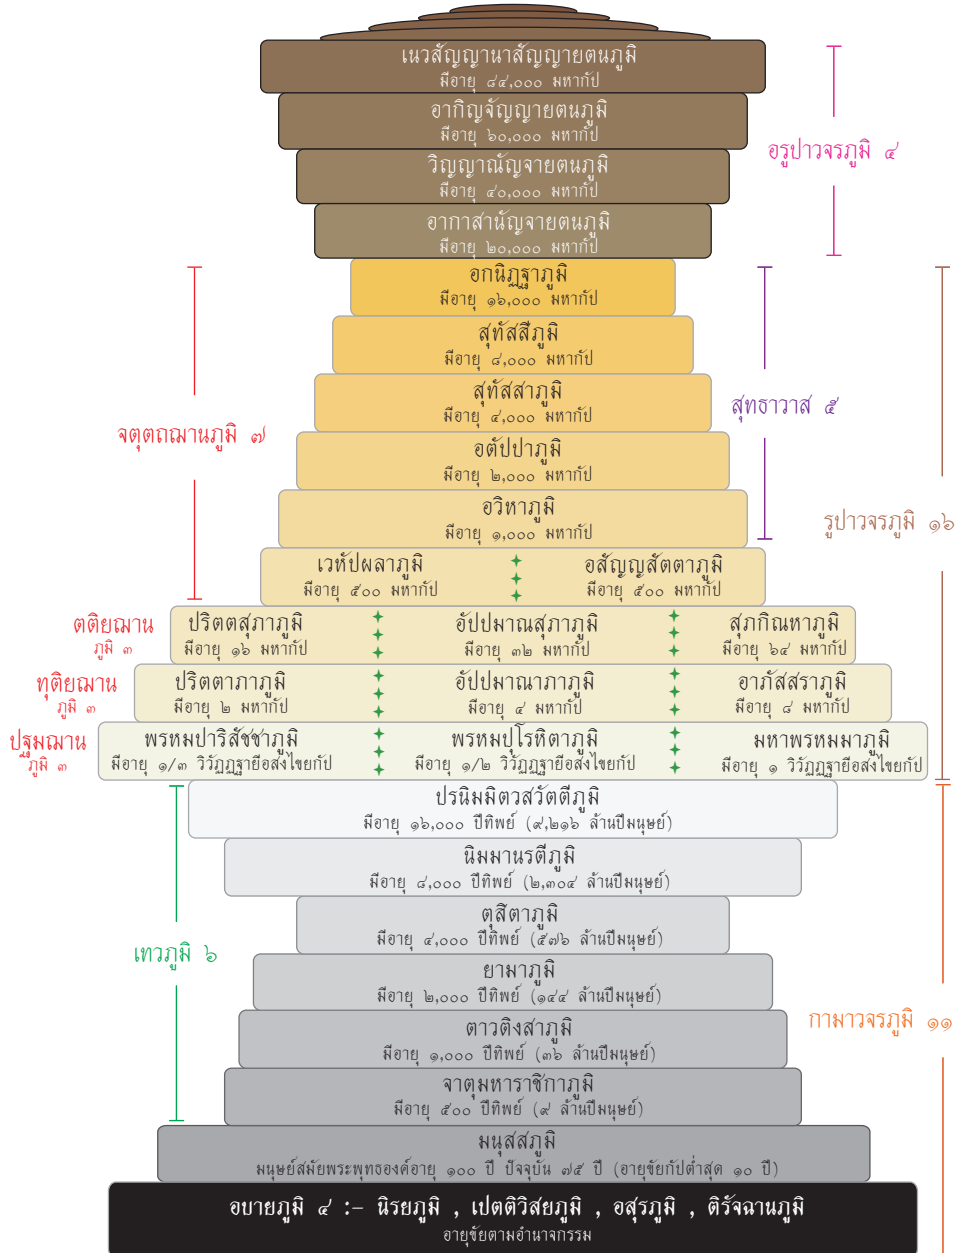 เนวสัญญานาสัญญายตนภูมิ
มีอายุ ๘๔,๐๐๐ มหากัป
อากิญจัญญายตนภูมิ
มีอายุ ๖๐,๐๐๐ มหากัป
วิญญาณัญจายตนภูมิ
มีอายุ ๔๐,๐๐๐ มหากัป
อากาสานัญจายตนภูมิ
มีอายุ ๒๐,๐๐๐ มหากัป
อรูปาวจรภูมิ ๔
อกนิฏฐาภูมิ
มีอายุ ๑๖,๐๐๐ มหากัป
สุทัสสีภูมิ
มีอายุ ๘,๐๐๐ มหากัป
สุทัสสาภูมิ
มีอายุ ๔,๐๐๐ มหากัป
อตัปปาภูมิ
มีอายุ ๒,๐๐๐ มหากัป
อวิหาภูมิ
มีอายุ ๑,๐๐๐ มหากัป
สุทธาวาส ๕
จตุตถฌานภูมิ ๗
รูปาวจรภูมิ ๑๖
เวหัปผลาภูมิ อสัญญสัตตาภูมิ
มีอายุ ๕๐๐ มหากัป มีอายุ ๕๐๐ มหากัป
ตติยฌาน
ภูมิ ๓
ปริตตสุภาภูมิ อัปปมาณสุภาภูมิ สุภกิณหาภูมิ
มีอายุ ๑๖ มหากัป มีอายุ ๓๒ มหากัป มีอายุ ๖๔ มหากัป
ทุติยฌาน
ภูมิ ๓
ปริตตาภาภูมิ อัปปมาณาภาภูมิ อาภัสสราภูมิ
มีอายุ ๒ มหากัป มีอายุ ๔ มหากัป มีอายุ ๘ มหากัป
ปฐมฌาน
ภูมิ ๓
พรหมปาริสัชชาภูมิ พรหมปุโรหิตาภูมิ มหาพรหมมาภูมิ
มีอายุ ๑/๓ วิวัฏฏฐายีอสงไขยกัป มีอายุ ๑/๒ วิวัฏฏฐายีอสงไขยกัป มีอายุ ๑ วิวัฏฏฐายีอสงไขยกัป
ปรนิมมิตวสวัตตีภูมิ
มีอายุ ๑๖,๐๐๐ ปีทิพย์ (๙,๒๑๖ ล้านปีมนุษย์)
นิมมานรตีภูมิ
มีอายุ ๘,๐๐๐ ปีทิพย์ (๒,๓๐๔ ล้านปีมนุษย์)
ตุสิตาภูมิ
มีอายุ ๔,๐๐๐ ปีทิพย์ (๕๗๖ ล้านปีมนุษย์)
ยามาภูมิ
มีอายุ ๒,๐๐๐ ปีทิพย์ (๑๔๔ ล้านปีมนุษย์)
ตาวติงสาภูมิ
มีอายุ ๑,๐๐๐ ปีทิพย์ (๓๖ ล้านปีมนุษย์)
จาตุมหาราชิกาภูมิ
มีอายุ ๕๐๐ ปีทิพย์ (๙ ล้านปีมนุษย์)
เทวภูมิ ๖
กามาวจรภูมิ ๑๑
มนุสสภูมิ
มนุษย์สมัยพระพุทธองค์อายุ ๑๐๐ ปี ปัจจุบัน ๗๕ ปี (อายุขัยกัปต่ำสุด ๑๐ ปี)
อบายภูมิ ๔ :– นิรยภูมิ , เปตติวิสยภูมิ , อสุรภูมิ , ติรัจฉานภูมิ
อายุขัยตามอำนาจกรรม